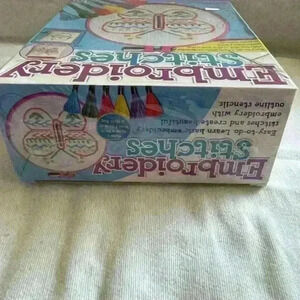 Embroidery
Stitches
Embroidery
Stitches
Easy-to-do. Learn basic embroidery
stitches and create beautiful
embroidery with
outline stencils